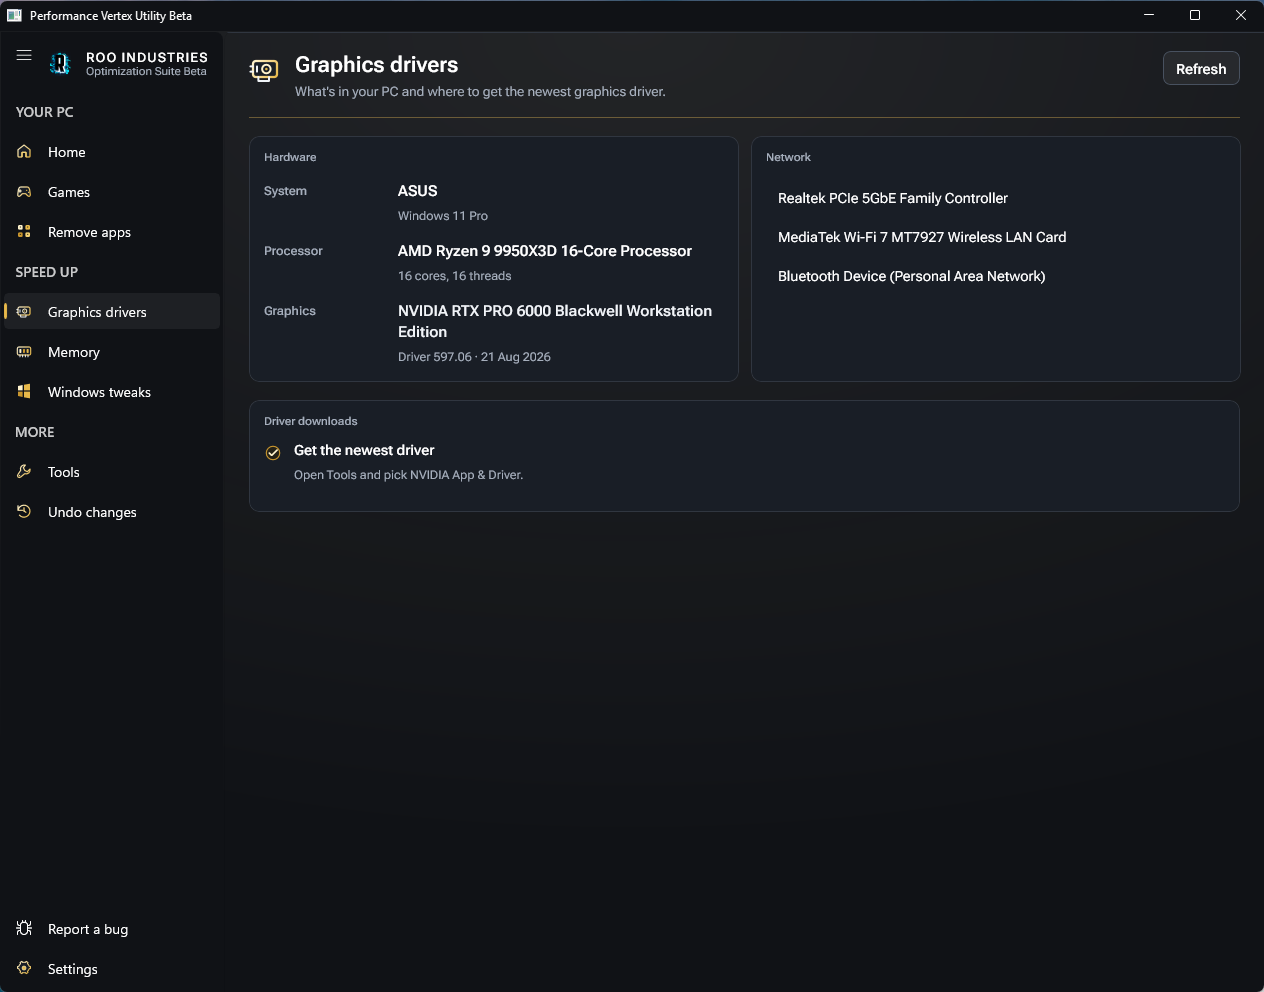 Performance Vertex Utility Beta
ROO INDUSTRIES
Optimization Suite Beta
YOUR PC
Home
Games
Remove apps
SPEED UP
Graphics drivers
Memory
Windows tweaks
MORE
Tools
Undo changes
Report a bug
Settings
Graphics drivers
What's in your PC and where to get the newest graphics driver.
Refresh
Hardware
System
ASUS
Windows 11 Pro
Processor
AMD Ryzen 9 9950X3D 16-Core Processor
16 cores, 16 threads
Graphics
NVIDIA RTX PRO 6000 Blackwell Workstation
Edition
Driver 597.06 · 21 Aug 2026
Network
Realtek PCIe 5GbE Family Controller
MediaTek Wi-Fi 7 MT7927 Wireless LAN Card
Bluetooth Device (Personal Area Network)
Driver downloads
Get the newest driver
Open Tools and pick NVIDIA App & Driver.